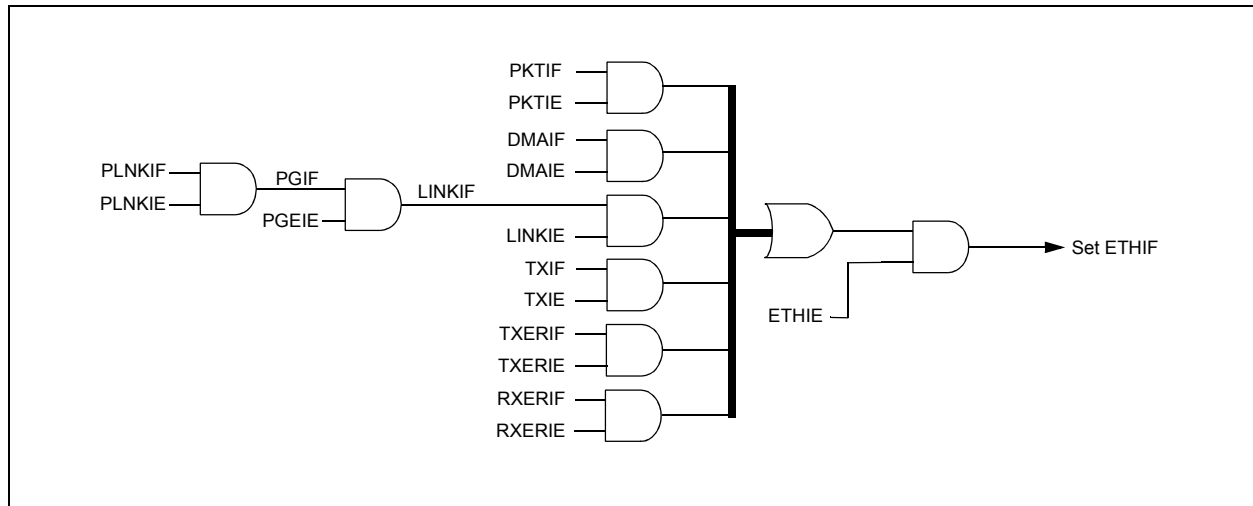 PKTIF
PKTIE
DMAIF
DMAIE
PLNKIF
PLNKIE
PGIF
PGEIE
LINKIF
LINKIE
TXIF
TXIE
TXERIF
TXERIE
RXERIF
RXERIE
ETHIE
Set ETHIF